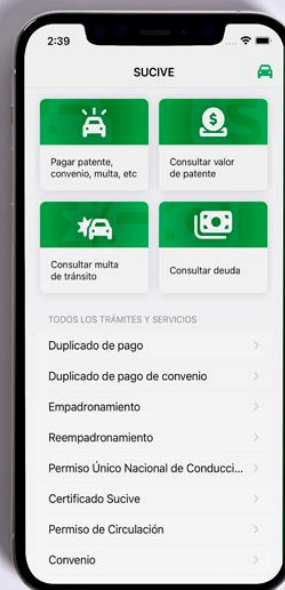 2:39
SUCIVE
Pagar patente,
convenio, multa, etc
Consultar valor
de patente
Consultar multa
de tránsito
Consultar deuda
TODOS LOS TRÁMITES Y SERVICIOS
Duplicado de pago
Duplicado de pago de convenio
Empadronamiento
Reempadronamiento
Permiso Único Nacional de Conducci...
Certificado Sucive
Permiso de Circulación
Convenio